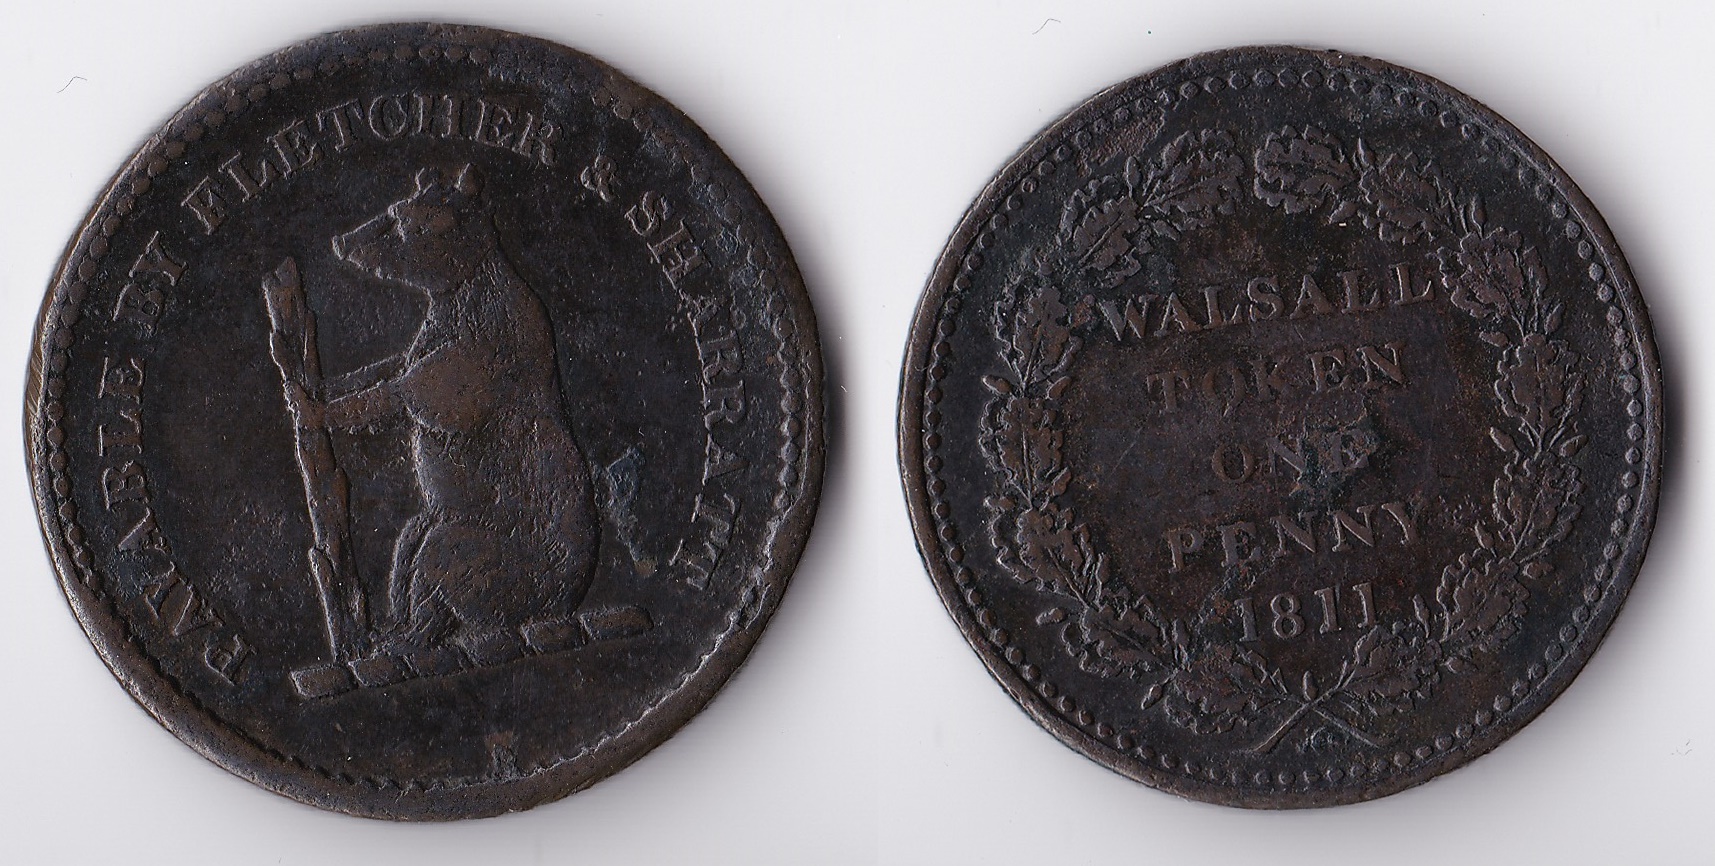 PAYABLE BY FLETCHER & SHARRATT
WALSALL
TOKEN
ONE
PENNY
1811